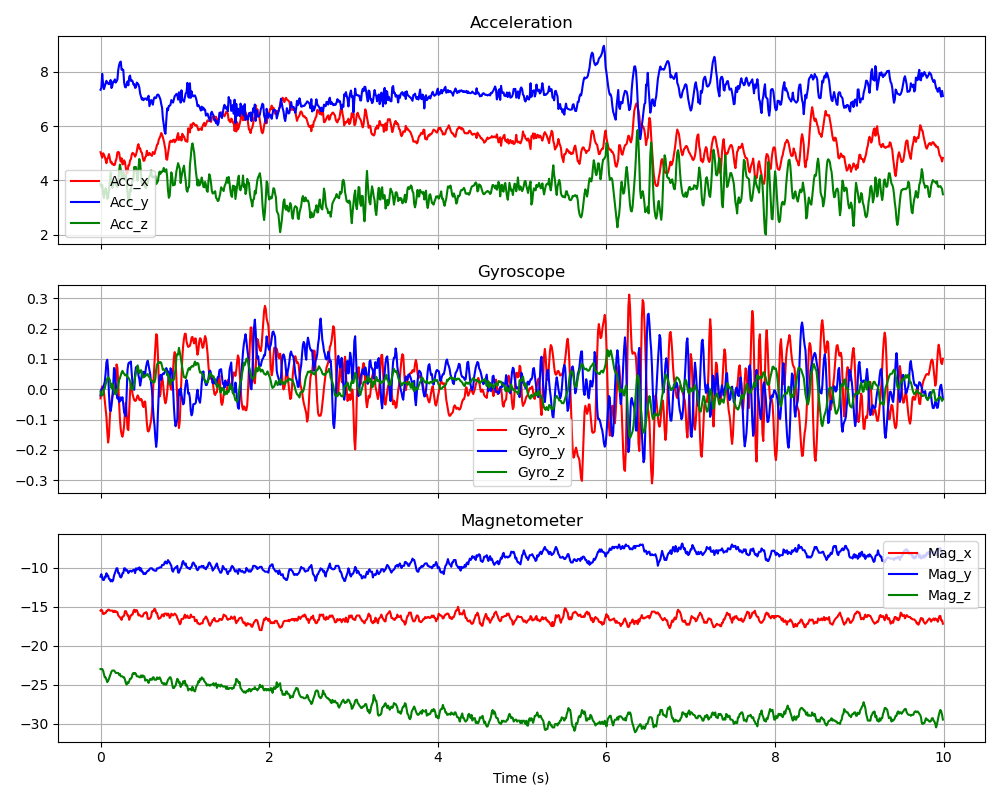 Acceleration
8
6
4
2
Acc_x
Acc_y
Acc_z
Gyroscope
0.3
0.2
0.1
0.0
−0.1
−0.2
−0.3
Gyro_x
Gyro_y
Gyro_z
Magnetometer
−10
−15
−20
−25
−30
Mag_x
Mag_y
Mag_z
0 2 4 6 8 10
Time (s)